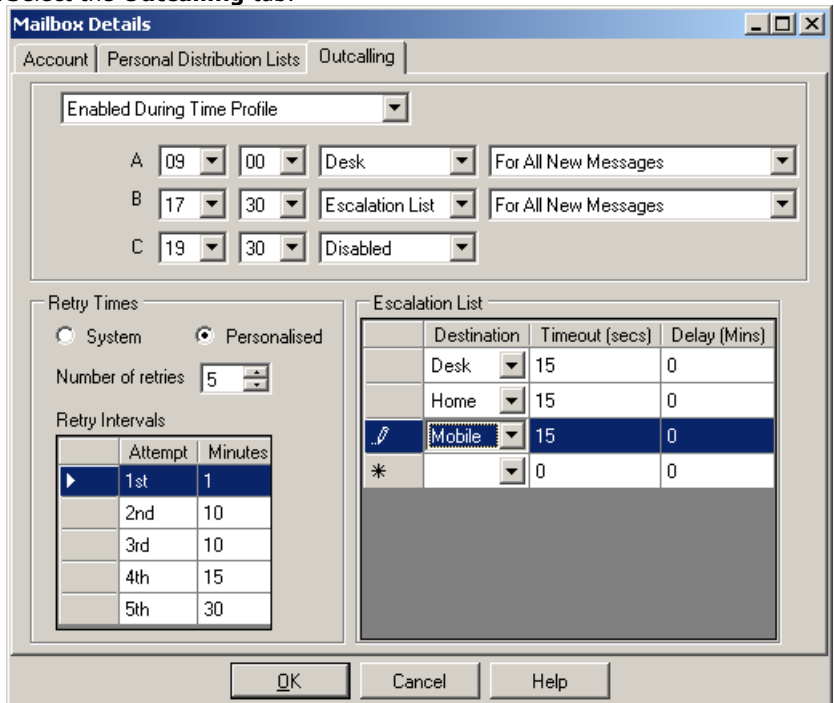 Select the Outcalling tab.
Mailbox Details
Account Personal Distribution Lists Outcalling
Enabled During Time Profile
A 09 00 Desk For All New Messages
B 17 30 Escalation List For All New Messages
C 19 30 Disabled
Retry Times
System Personalised
Number of retries 5
Retry Intervals
Attempt Minutes
1st 1
2nd 10
3rd 10
4th 15
5th 30
Escalation List
Destination Timeout (secs) Delay (Mins)
Desk 15 0
Home 15 0
Mobile 15 0
* 0 0
OK Cancel Help